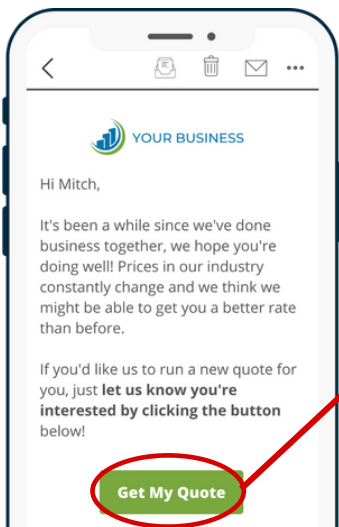 YOUR BUSINESS
Hi Mitch,
It's been a while since we've done
business together, we hope you're
doing well! Prices in our industry
constantly change and we think we
might be able to get you a better rate
than before.
If you'd like us to run a new quote for
you, just let us know you're
interested by clicking the button
below!
Get My Quote